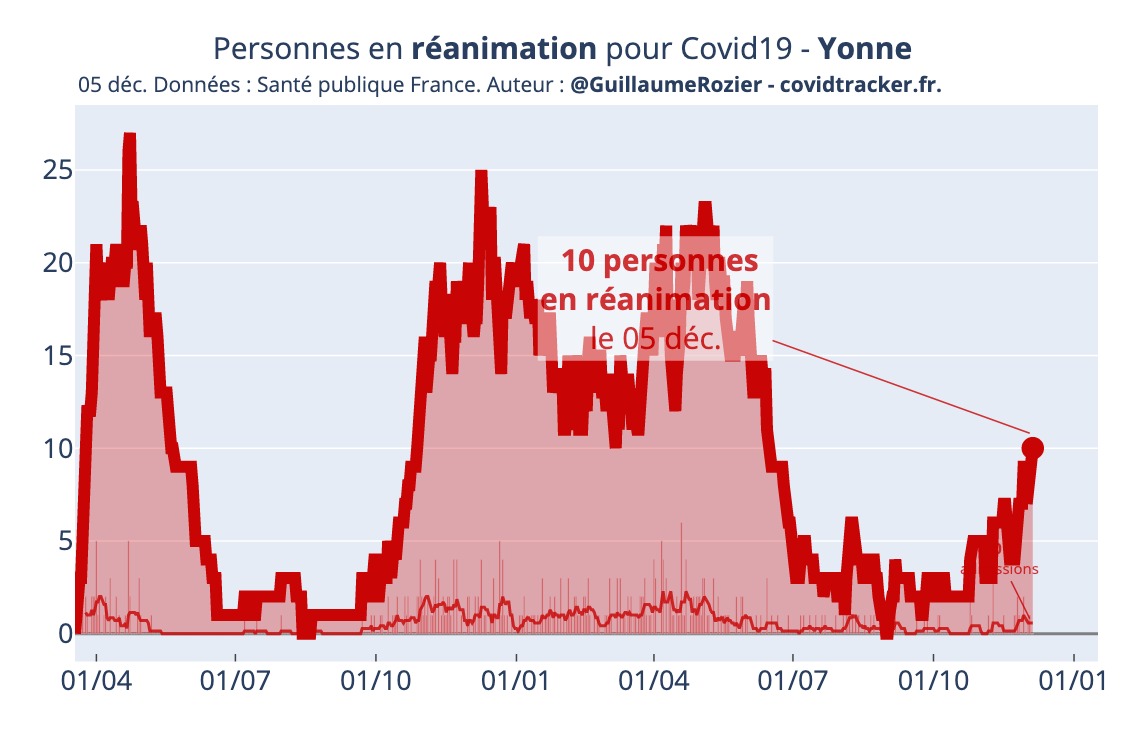 Personnes en réanimation pour Covid19 - Yonne
05 déc. Données : Santé publique France. Auteur : @GuillaumeRozier - covidtracker.fr.
25
20
15
10
5
0
10 personnes
en réanimation
le 05 déc.
01/04
01/07
01/10
01/01
01/04
01/07
01/10
01/01